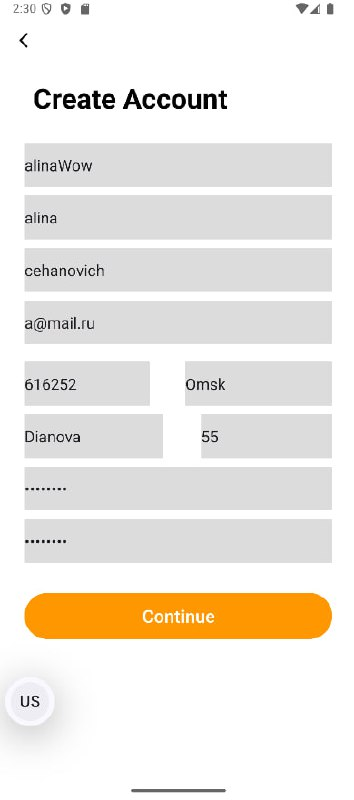 2:30
Create Account
alinaWow
alina
cehanovich
a@mail.ru
616252 Omsk
Dianova 55
••••••••
••••••••
Continue
US